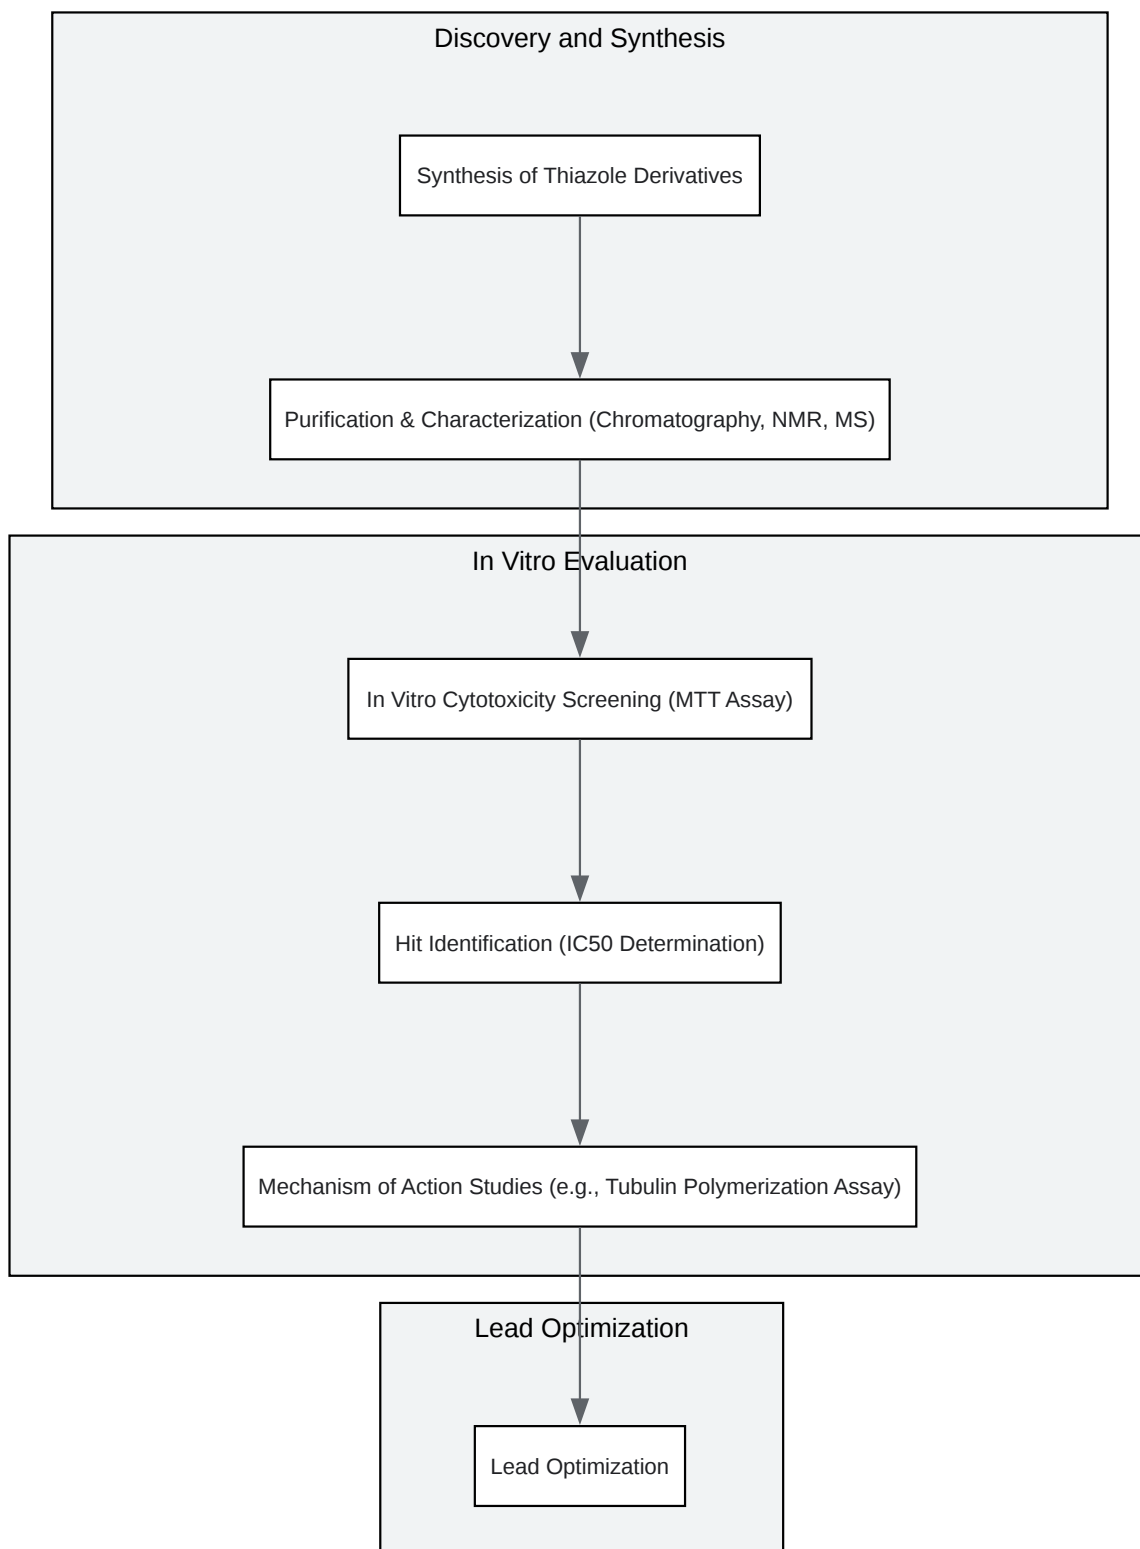 Discovery and Synthesis
Synthesis of Thiazole Derivatives
Purification & Characterization (Chromatography, NMR, MS)
In Vitro Evaluation
In Vitro Cytotoxicity Screening (MTT Assay)
Hit Identification (IC50 Determination)
Mechanism of Action Studies (e.g., Tubulin Polymerization Assay)
Lead Optimization
Lead Optimization